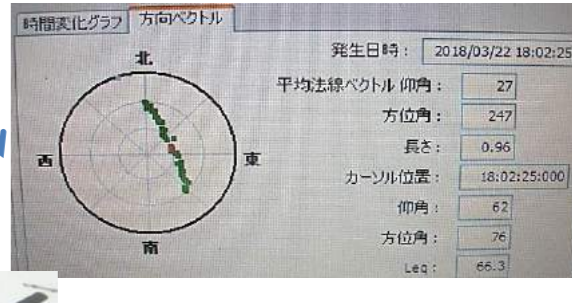 時間変化グラフ 方向ベクトル
発生日時： 2018/03/22 18:02:25
北
平均法線ベクトル 仰角： 27
方位角： 247
西 東
長さ： 0.96
カーソル位置： 18:02:25:000
仰角： 62
方位角： 76
南
Leq： 66.3